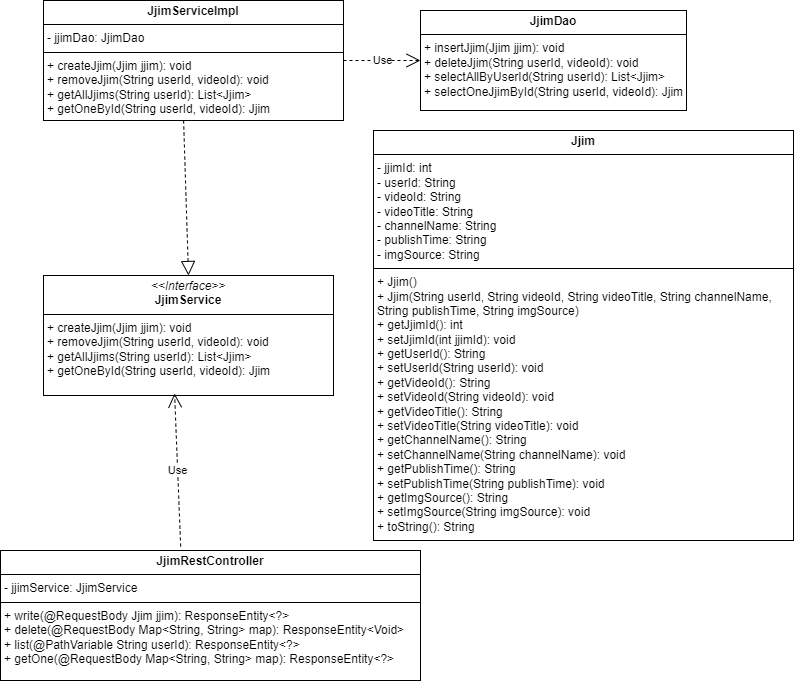 JjimServiceImpl
- jjimDao: JjimDao
+ createJjim(Jjim jjim): void
+ removeJjim(String userId, videoId): void
+ getAllJjims(String userId): List<Jjim>
+ getOneById(String userId, videoId): Jjim
Use
JjimDao
+ insertJjim(Jjim jjim): void
+ deleteJjim(String userId, videoId): void
+ selectAllByUserId(String userId): List<Jjim>
+ selectOneJjimById(String userId, videoId): Jjim
Jjim
- jjimId: int
- userId: String
- videoId: String
- videoTitle: String
- channelName: String
- publishTime: String
- imgSource: String
+ Jjim()
+ Jjim(String userId, String videoId, String videoTitle, String channelName,
String publishTime, String imgSource)
+ getJjimId(): int
+ setJjimId(int jjimId): void
+ getUserId(): String
+ setUserId(String userId): void
+ getVideoId(): String
+ setVideoId(String videoId): void
+ getVideoTitle(): String
+ setVideoTitle(String videoTitle): void
+ getChannelName(): String
+ setChannelName(String channelName): void
+ getPublishTime(): String
+ setPublishTime(String publishTime): void
+ getImgSource(): String
+ setImgSource(String imgSource): void
+ toString(): String
<<Interface>>
JjimService
+ createJjim(Jjim jjim): void
+ removeJjim(String userId, videoId): void
+ getAllJjims(String userId): List<Jjim>
+ getOneById(String userId, videoId): Jjim
Use
JjimRestController
- jjimService: JjimService
+ write(@RequestBody Jjim jjim): ResponseEntity<?>
+ delete(@RequestBody Map<String, String> map): ResponseEntity<Void>
+ list(@PathVariable String userId): ResponseEntity<?>
+ getOne(@RequestBody Map<String, String> map): ResponseEntity<?>